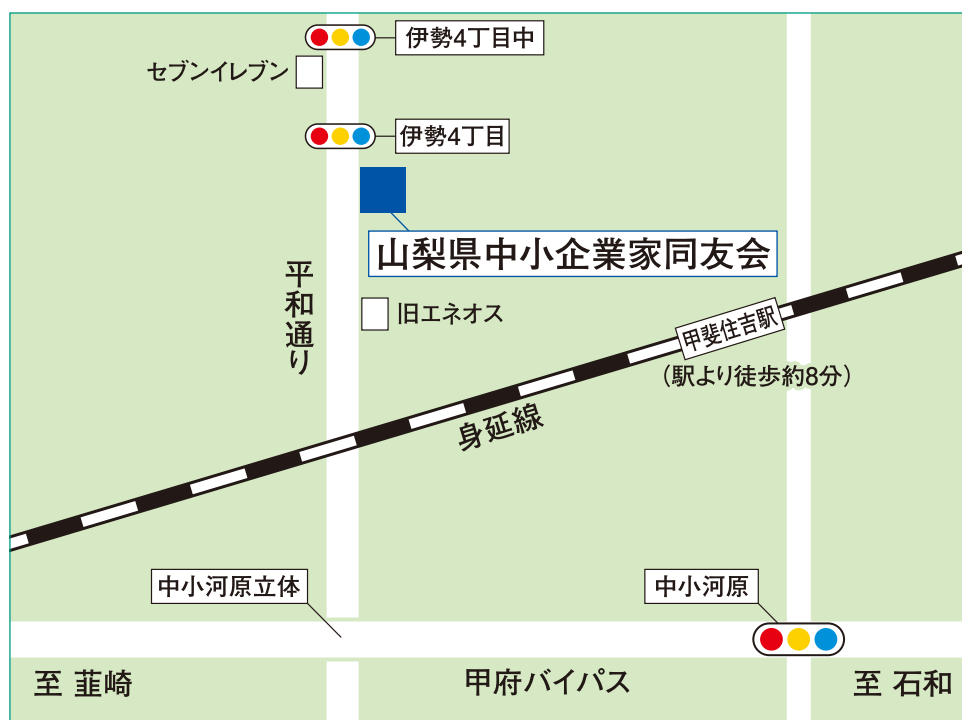 伊勢4丁目中
セブンイレブン
伊勢4丁目
山梨県中小企業家同友会
平和通り
旧エネオス
甲斐住吉駅
(駅より徒歩約8分)
身延線
中小河原立体
中小河原
至 韮崎
甲府バイパス
至 石和